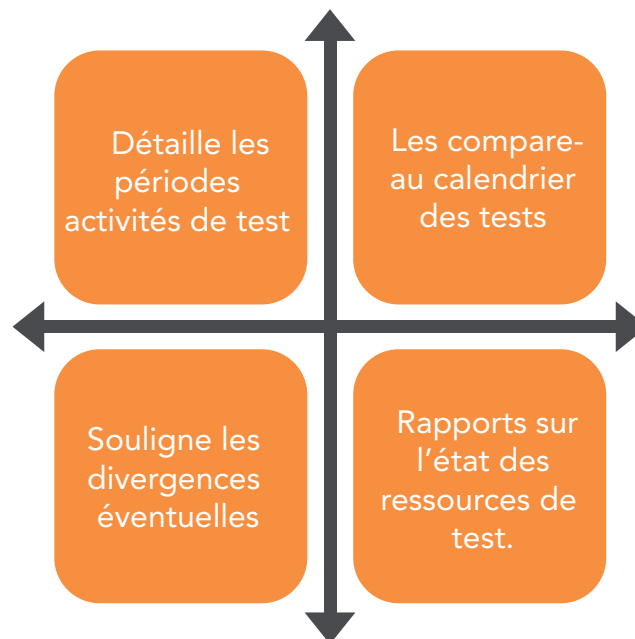 Détaille les
périodes
activités de test
Les compare-
au calendrier
des tests
Souligne les
divergences
éventuelles
Rapports sur
l'état des
ressources de
test.